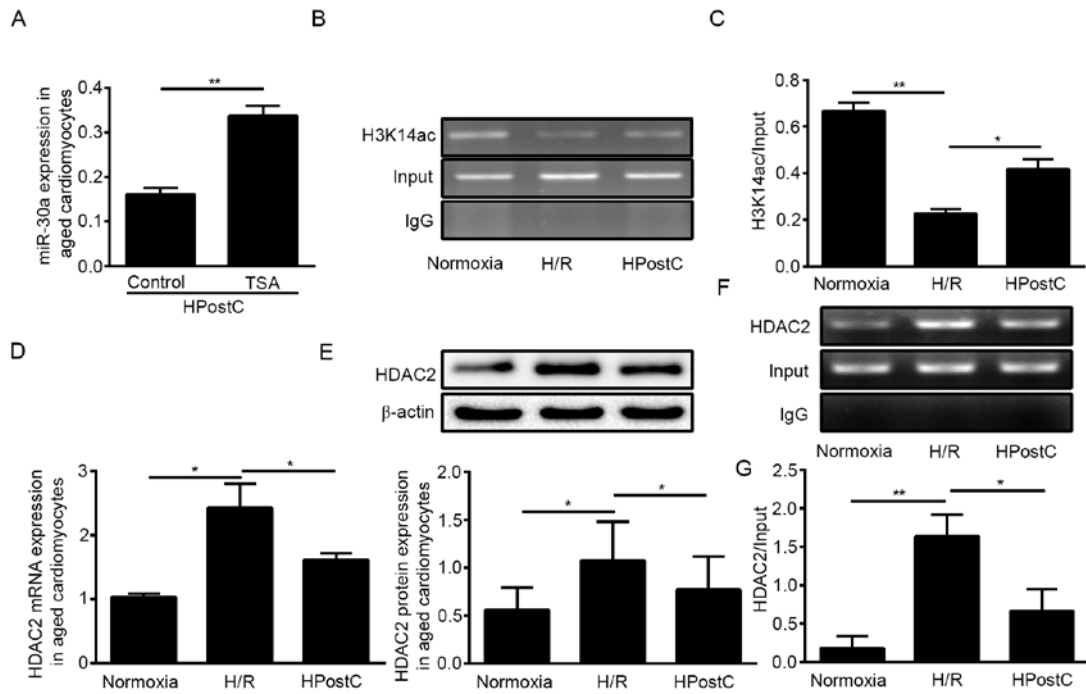 A
miR-30a expression in
aged cardiomyocytes
0.4
0.3
0.2
0.1
0.0
**
Control TSA
HPostC
B
H3K14ac
Input
IgG
Normoxia H/R HPostC
C
H3K14ac/Input
0.8
0.6
0.4
0.2
0.0
**
*
Normoxia H/R HPostC
D
HDAC2 mRNA expression
in aged cardiomyocytes
3
2
1
0
*
*
Normoxia H/R HPostC
E
HDAC2
β-actin
HDAC2 protein expression
in aged cardiomyocytes
2.0
1.5
1.0
0.5
0.0
*
*
Normoxia H/R HPostC
F
HDAC2
Input
IgG
Normoxia H/R HPostC
G
HDAC2/Input
2.5
2.0
1.5
1.0
0.5
0.0
**
*
Normoxia H/R HPostC